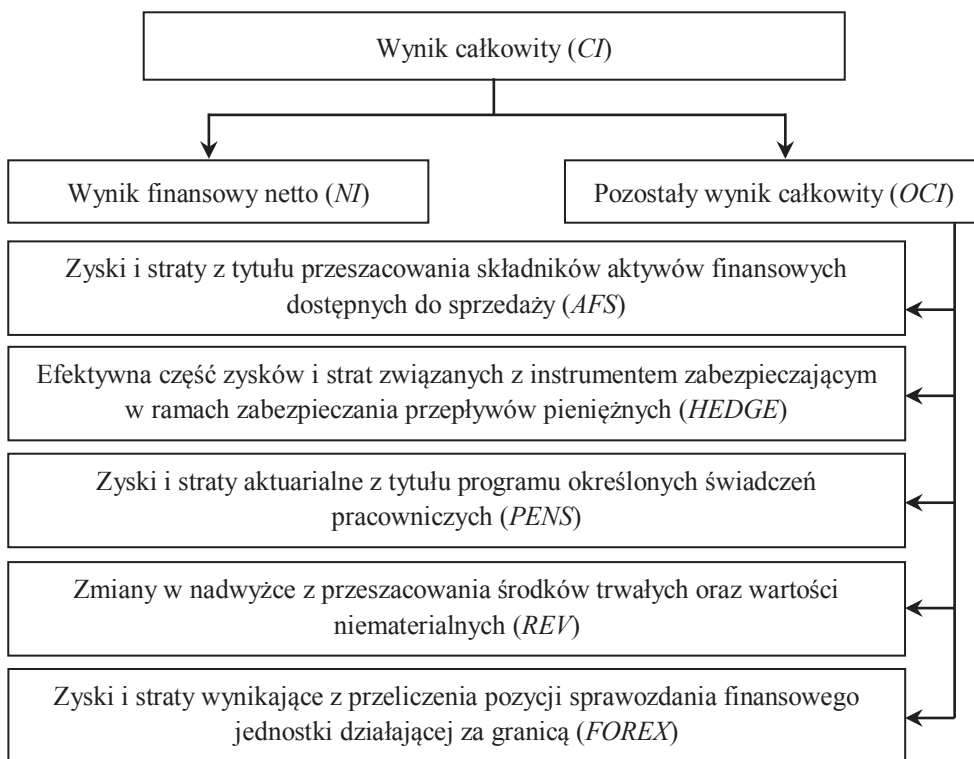 Wynik całkowity (CI)
Wynik finansowy netto (NI)
Pozostały wynik całkowity (OCI)
Zyski i straty z tytułu przeszacowania składników aktywów finansowych
dostępnych do sprzedaży (AFS)
Efektywna część zysków i strat związanych z instrumentem zabezpieczającym
w ramach zabezpieczania przepływów pieniężnych (HEDGE)
Zyski i straty aktuarialne z tytułu programu określonych świadczeń
pracowniczych (PENS)
Zmiany w nadwyżce z przeszacowania środków trwałych oraz wartości
niematerialnych (REV)
Zyski i straty wynikające z przeliczenia pozycji sprawozdania finansowego
jednostki działającej za granicą (FOREX)